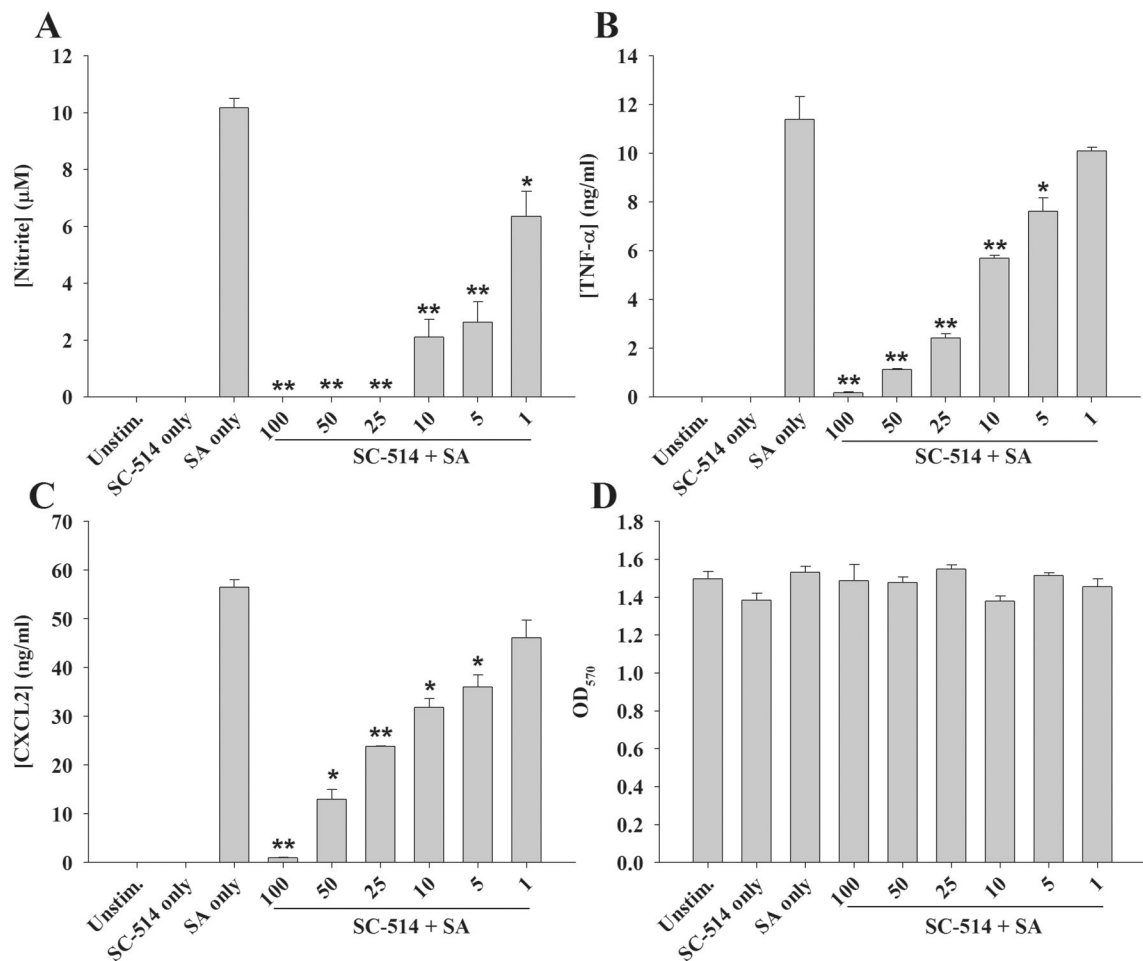 A
[Nitrite] (μM)
12
10
8
6
4
2
0
** ** ** ** ** *
Unstim. SC-514 only SA only 100 50 25 10 5 1
SC-514 + SA
B
[TNF-α] (ng/ml)
14
12
10
8
6
4
2
0
** ** ** ** *
Unstim. SC-514 only SA only 100 50 25 10 5 1
SC-514 + SA
C
[CXCL2] (ng/ml)
70
60
50
40
30
20
10
0
** * ** * *
Unstim. SC-514 only SA only 100 50 25 10 5 1
SC-514 + SA
D
OD570
1.8
1.6
1.4
1.2
1.0
0.8
0.6
0.4
0.2
0.0
Unstim. SC-514 only SA only 100 50 25 10 5 1
SC-514 + SA